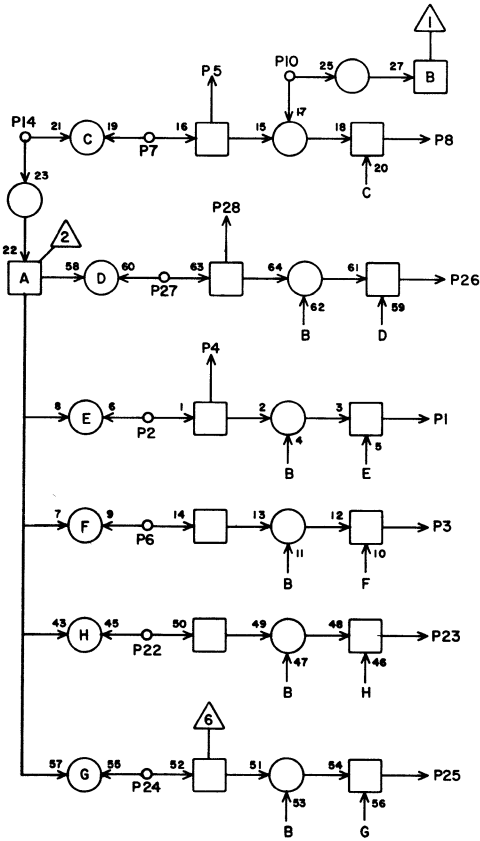 1
P10 25 27 B
P5
P14 21 C 19 P7 16 15 17 18 P8
20
C
23
P28
22 2
A 58 D 60 P27 63 64 61 P26
62 59
B D
P4
8 E 6 P2 1 2 3 P1
4 5
B E
7 F 9 P6 14 13 12 P3
11 10
B F
43 H 45 P22 50 49 48 P23
47 46
B H
6
57 G 55 P24 52 51 54 P25
53 56
B G